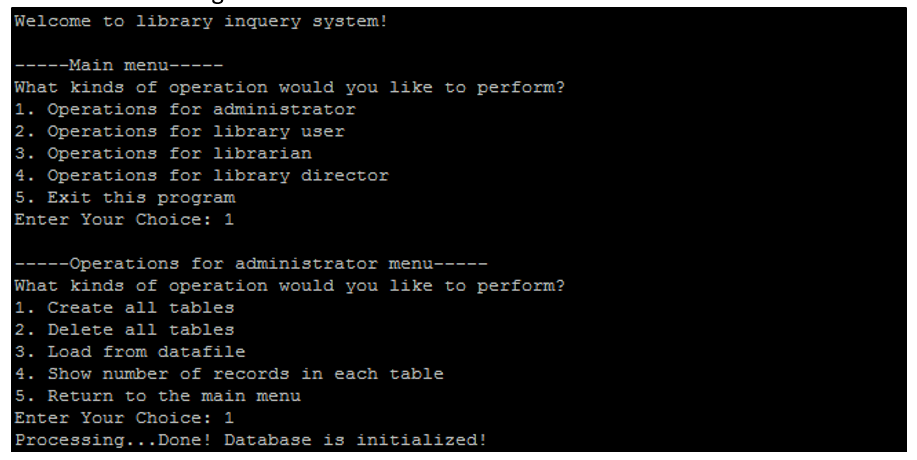 Welcome to library inquery system!
-----Main menu-----
What kinds of operation would you like to perform?
1. Operations for administrator
2. Operations for library user
3. Operations for librarian
4. Operations for library director
5. Exit this program
Enter Your Choice: 1
-----Operations for administrator menu-----
What kinds of operation would you like to perform?
1. Create all tables
2. Delete all tables
3. Load from datafile
4. Show number of records in each table
5. Return to the main menu
Enter Your Choice: 1
Processing...Done! Database is initialized!